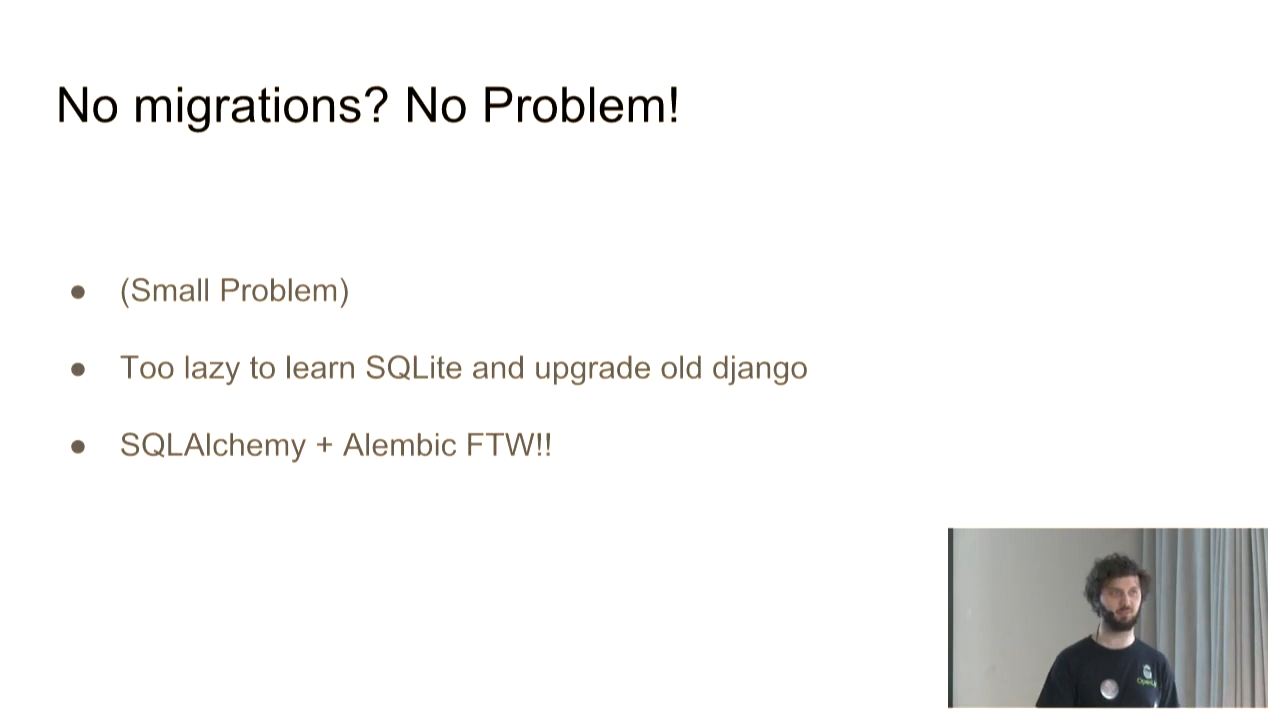 No migrations? No Problem!
(Small Problem)
Too lazy to learn SQLite and upgrade old django
SQLAlchemy + Alembic FTW!!